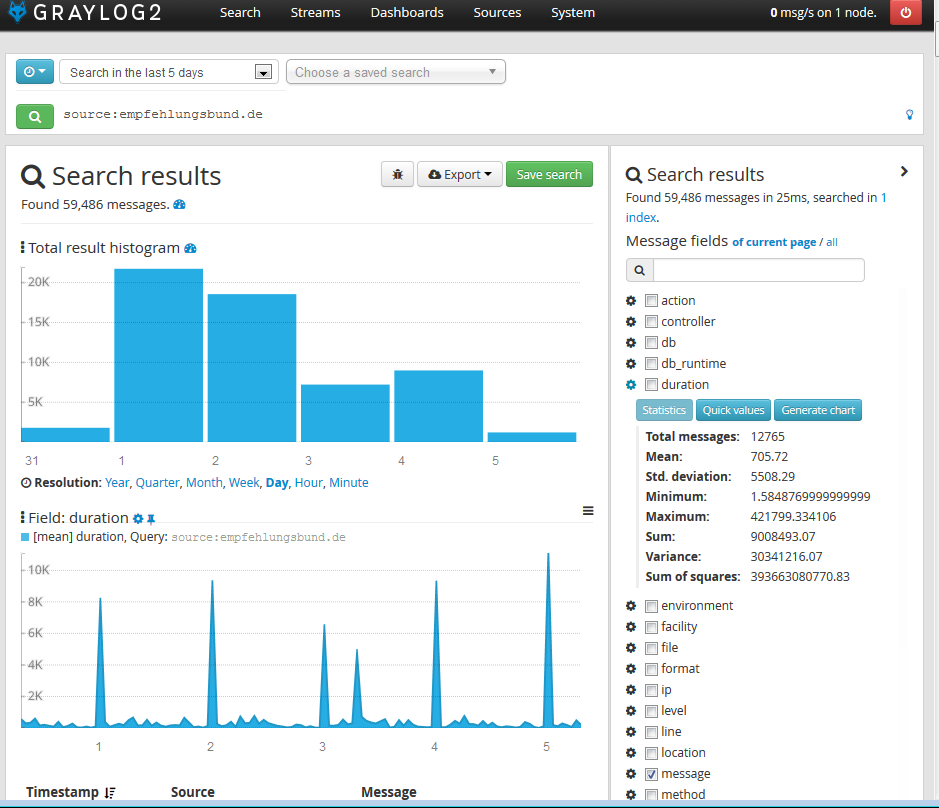 GRAYLOG2 Search Streams Dashboards Sources System 0 msg/s on 1 node.
Search in the last 5 days Choose a saved search
source:empfehlungsbund.de
Search results Export Save search
Found 59,486 messages.
Total result histogram
20K
15K
10K
5K
31 1 2 3 4 5
Resolution: Year, Quarter, Month, Week, Day, Hour, Minute
Field: duration
[mean] duration, Query: source:empfehlungsbund.de
10K
8K
6K
4K
2K
1 2 3 4 5
Timestamp Source Message
Search results
Found 59,486 messages in 25ms, searched in 1
index.
Message fields of current page / all
action
controller
db
db_runtime
duration
Statistics Quick values Generate chart
Total messages: 12765
Mean: 705.72
Std. deviation: 5508.29
Minimum: 1.5848769999999999
Maximum: 421799.334106
Sum: 9008493.07
Variance: 30341216.07
Sum of squares: 393663080770.83
environment
facility
file
format
ip
level
line
location
message
method